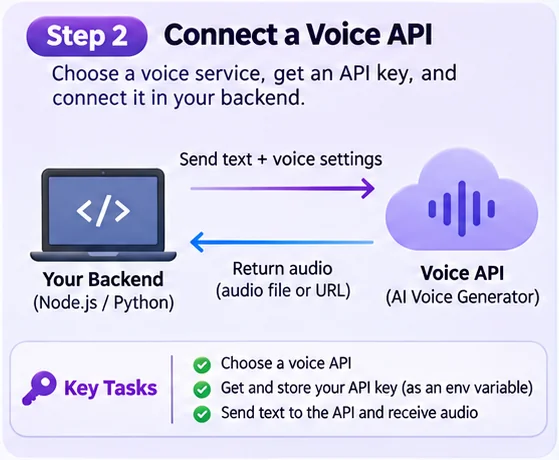 Step 2
Connect a Voice API
Choose a voice service, get an API key, and
connect it in your backend.
Send text + voice settings
</>
Return audio
(audio file or URL)
Your Backend
(Node.js / Python)
Voice API
(AI Voice Generator)
Key Tasks
Choose a voice API
Get and store your API key (as an env variable)
Send text to the API and receive audio